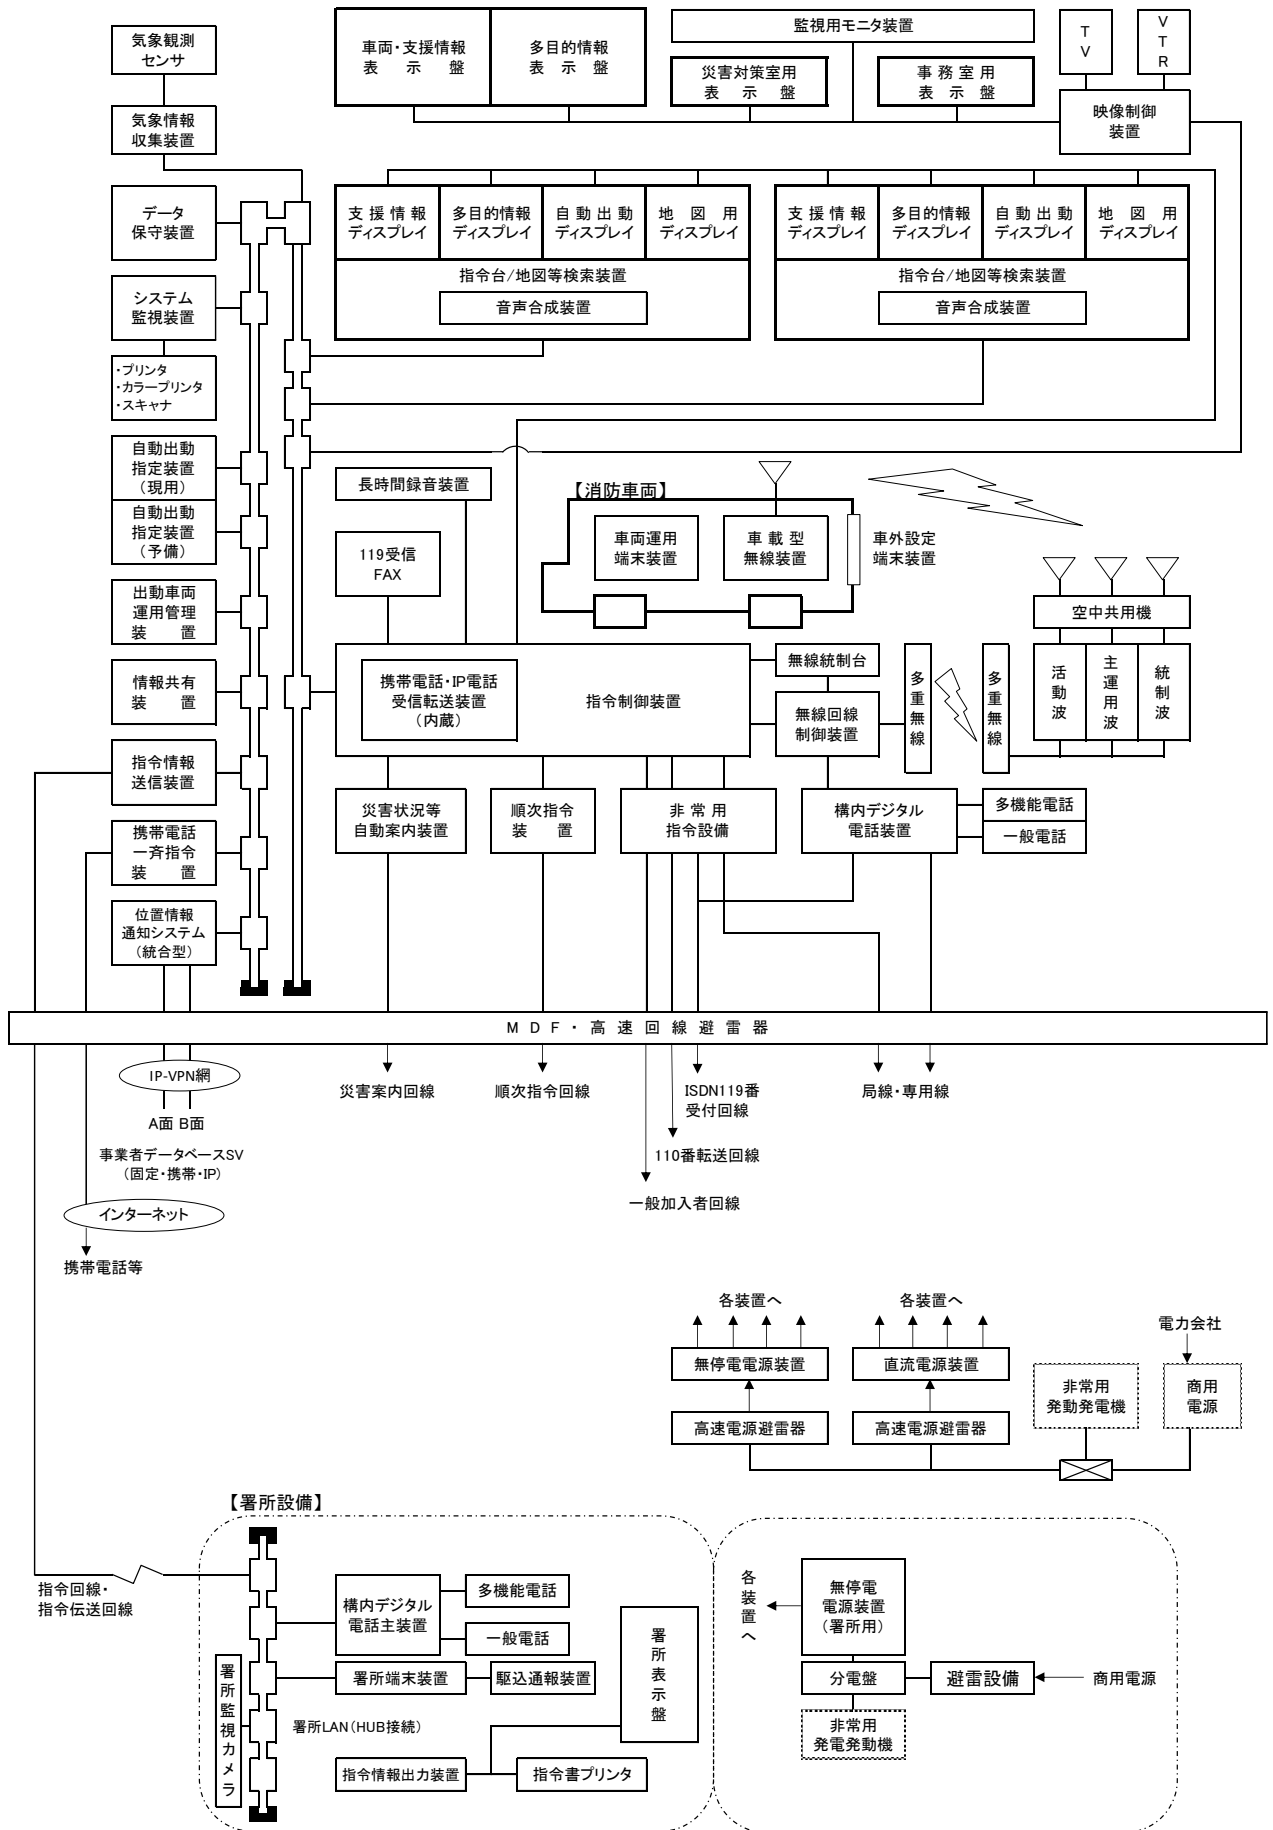 気象観測
センサ
車両・支援情報
表示盤
多目的情報
表示盤
監視用モニタ装置
災害対策室用
表示盤
事務室用
表示盤
TV
VTR
映像制御
装置
気象情報
収集装置
データ
保守装置
支援情報
ディスプレイ
多目的情報
ディスプレイ
自動出動
ディスプレイ
地図用
ディスプレイ
指令台/地図等検索装置
音声合成装置
支援情報
ディスプレイ
多目的情報
ディスプレイ
自動出動
ディスプレイ
地図用
ディスプレイ
指令台/地図等検索装置
音声合成装置
システム
監視装置
・プリンタ
・カラープリンタ
・スキャナ
自動出動
指定装置
(現用)
自動出動
指定装置
(予備)
長時間録音装置
【消防車両】
119受信
FAX
車両運用
端末装置
車載型
無線装置
車外設定
端末装置
出動車両
運用管理
装置
空中共用機
情報共有
装置
携帯電話・IP電話
受信転送装置
(内蔵)
指令制御装置
無線統制台
無線回線
制御装置
多重無線
多重無線
活動波
主運用波
統制波
指令情報
送信装置
災害状況等
自動案内装置
順次指令
装置
非常用
指令設備
構内デジタル
電話装置
多機能電話
一般電話
携帯電話
一斉指令
装置
位置情報
通知システム
(統合型)
MDF・高速回線避雷器
IP-VPN網
A面 B面
事業者データベースSV
(固定・携帯・IP)
インターネット
携帯電話等
災害案内回線
順次指令回線
ISDN119番
受付回線
110番転送回線
一般加入者回線
局線・専用線
各装置へ
各装置へ
電力会社
無停電電源装置
直流電源装置
非常用
発動発電機
商用
電源
高速電源避雷器
高速電源避雷器
【署所設備】
指令回線・
指令伝送回線
構内デジタル
電話主装置
多機能電話
一般電話
署所端末装置
駆込通報装置
署所監視カメラ
署所LAN(HUB接続)
指令情報出力装置
指令書プリンタ
署所表示盤
各装置へ
無停電
電源装置
(署所用)
分電盤
避雷設備
商用電源
非常用
発電発動機